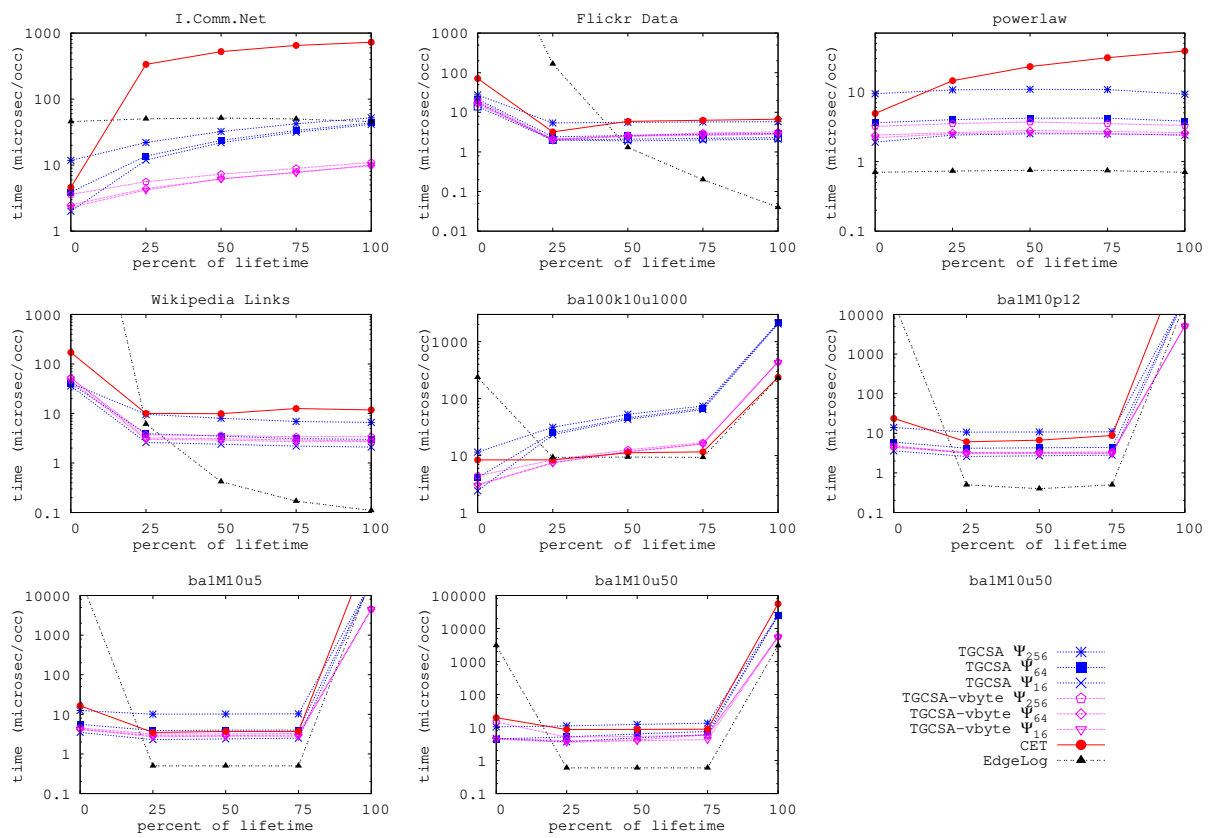 I.Comm.Net
time (microsec/occ)
1000
100
10
1
0 25 50 75 100
percent of lifetime
Flickr Data
time (microsec/occ)
1000
100
10
1
0.1
0.01
0 25 50 75 100
percent of lifetime
powerlaw
time (microsec/occ)
10
1
0.1
0 25 50 75 100
percent of lifetime
Wikipedia Links
time (microsec/occ)
1000
100
10
1
0.1
0 25 50 75 100
percent of lifetime
ba100k10u1000
time (microsec/occ)
1000
100
10
1
0 25 50 75 100
percent of lifetime
ba1M10p12
time (microsec/occ)
10000
1000
100
10
1
0.1
0 25 50 75 100
percent of lifetime
ba1M10u5
time (microsec/occ)
10000
1000
100
10
1
0.1
0 25 50 75 100
percent of lifetime
ba1M10u50
time (microsec/occ)
100000
10000
1000
100
10
1
0.1
0 25 50 75 100
percent of lifetime
ba1M10u50
TGCSA Ψ256
TGCSA Ψ64
TGCSA Ψ16
TGCSA-vbyte Ψ256
TGCSA-vbyte Ψ64
TGCSA-vbyte Ψ16
CET
EdgeLog